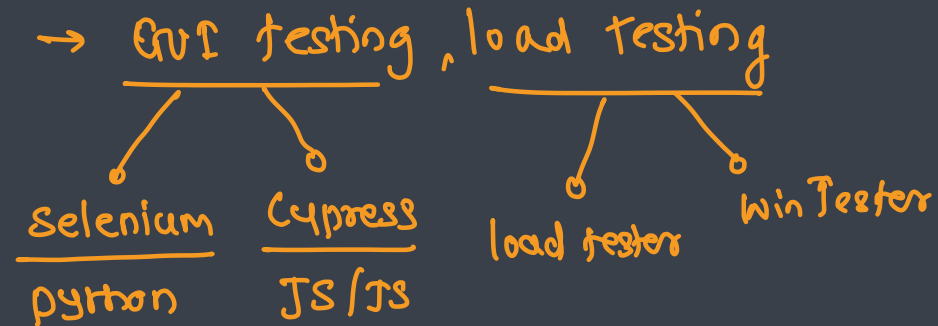 → GUI testing, load testing
selenium Cypress load tester WinTester
python JS/TS